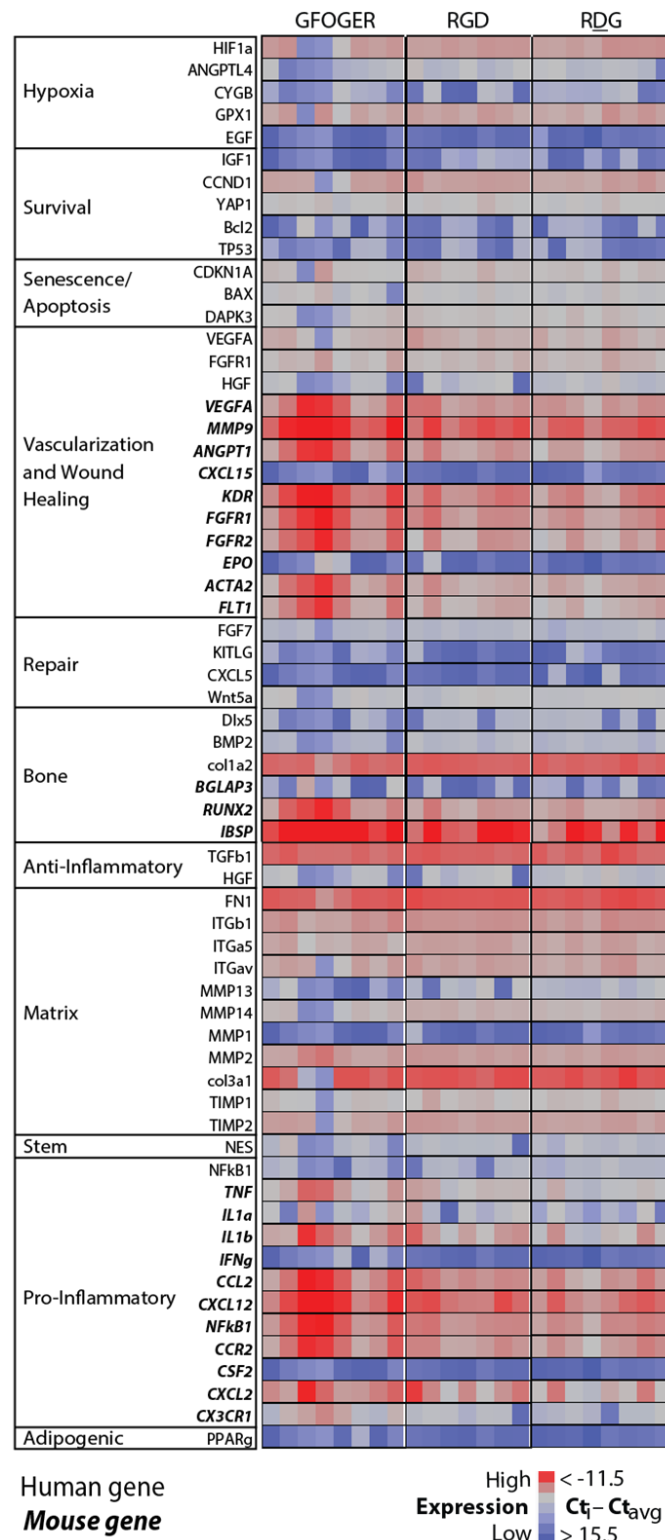 GFOGER RGD RDG
Hypoxia
HIF1a
ANGPTL4
CYGB
GPX1
EGF
Survival
IGF1
CCND1
YAP1
Bcl2
TP53
Senescence/
Apoptosis
CDKN1A
BAX
DAPK3
Vascularization
and Wound
Healing
VEGFA
FGFR1
HGF
VEGFA
MMP9
ANGPT1
CXCL15
KDR
FGFR1
FGFR2
EPO
ACTA2
FLT1
Repair
FGF7
KITLG
CXCL5
Wnt5a
Bone
Dlx5
BMP2
col1a2
BGLAP3
RUNX2
IBSP
Anti-Inflammatory
TGFb1
HGF
Matrix
FN1
ITGb1
ITGa5
ITGav
MMP13
MMP14
MMP1
MMP2
col3a1
TIMP1
TIMP2
Stem
NES
Pro-Inflammatory
NFkB1
TNF
IL1a
IL1b
IFNg
CCL2
CXCL12
NFkB1
CCR2
CSF2
CXCL2
CX3CR1
Adipogenic
PPARg
Human gene
Mouse gene
High < -11.5
Expression Cti- Ctavg
Low > 15.5